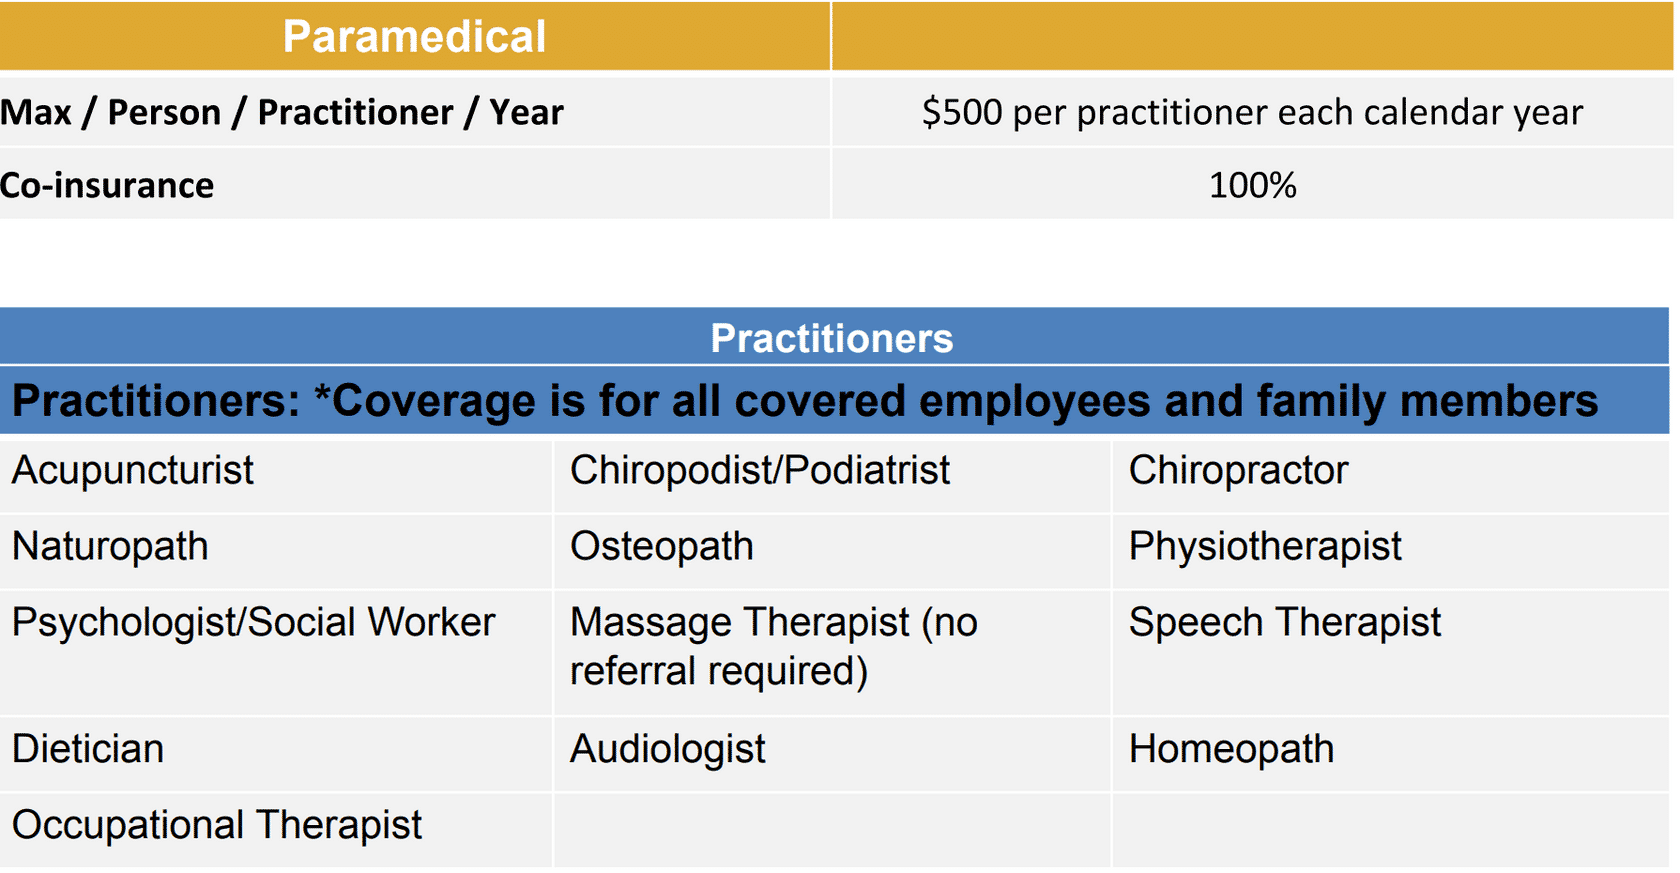 Paramedical
Max / Person / Practitioner / Year $500 per practitioner each calendar year
Co-insurance 100%
Practitioners
Practitioners: *Coverage is for all covered employees and family members
Acupuncturist Chiropodist/Podiatrist Chiropractor
Naturopath Osteopath Physiotherapist
Psychologist/Social Worker Massage Therapist (no Speech Therapist
referral required)
Dietician Audiologist Homeopath
Occupational Therapist